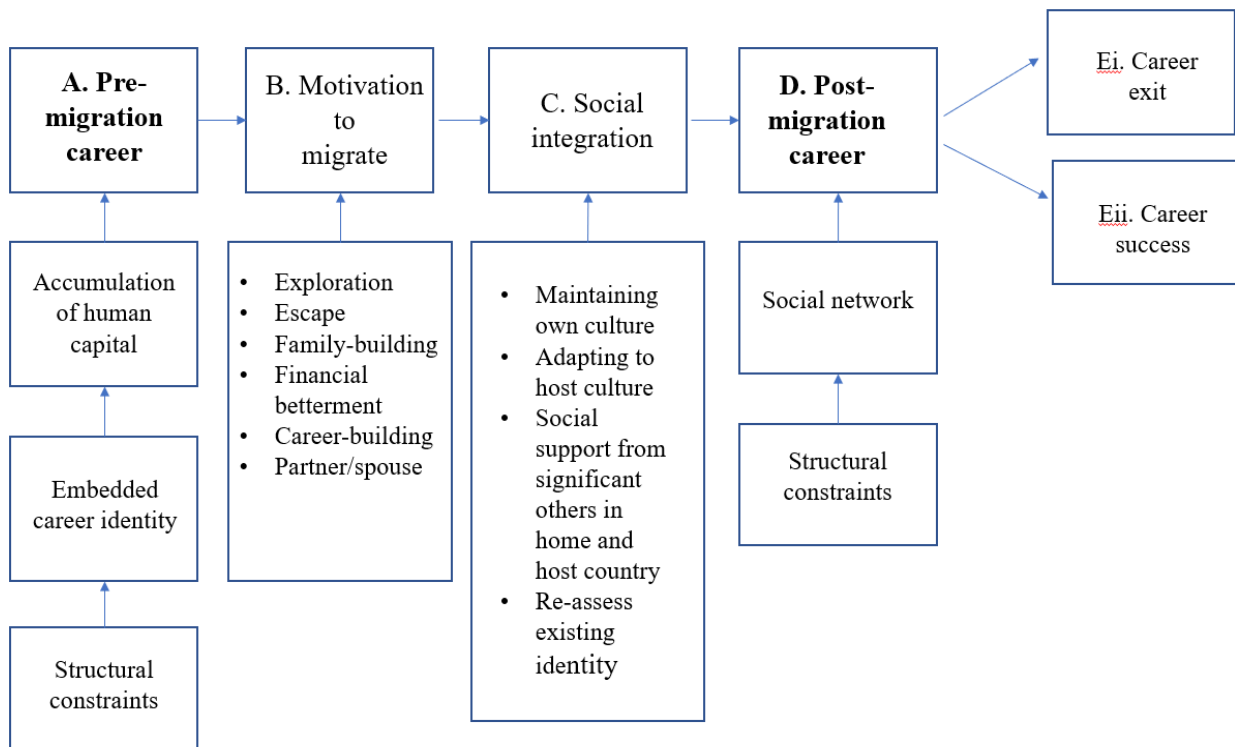 A. Pre-
migration
career
B. Motivation
to
migrate
C. Social
integration
D. Post-
migration
career
Ei. Career
exit
Eii. Career
success
Accumulation
of human
capital
• Exploration
• Escape
• Family-building
• Financial
betterment
• Career-building
• Partner/spouse
• Maintaining
own culture
• Adapting to
host culture
• Social
support from
significant
others in
home and
host country
• Re-assess
existing
identity
Social network
Embedded
career identity
Structural
constraints
Structural
constraints